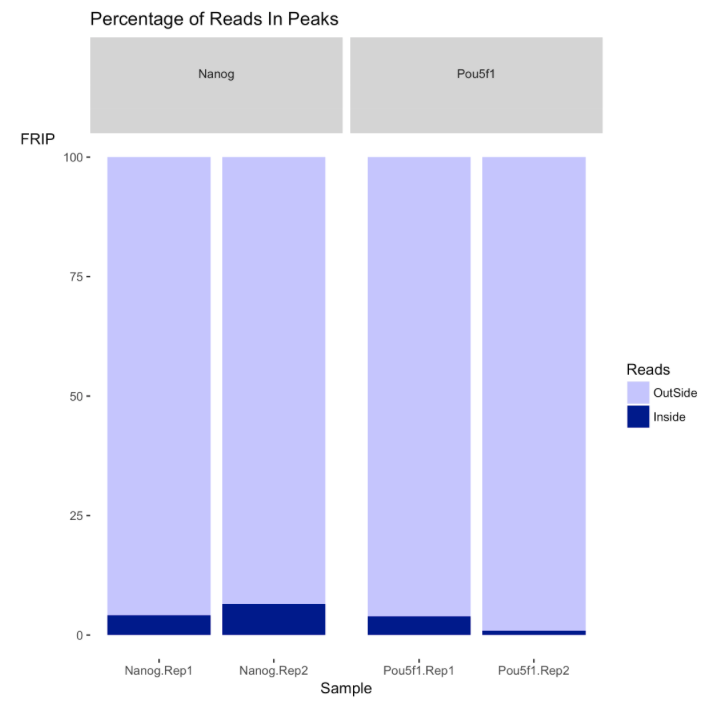 Percentage of Reads In Peaks
Nanog Pou5f1
FRIP
100
75
50
25
0
Reads
OutSide
Inside
Nanog.Rep1 Nanog.Rep2 Pou5f1.Rep1 Pou5f1.Rep2
Sample